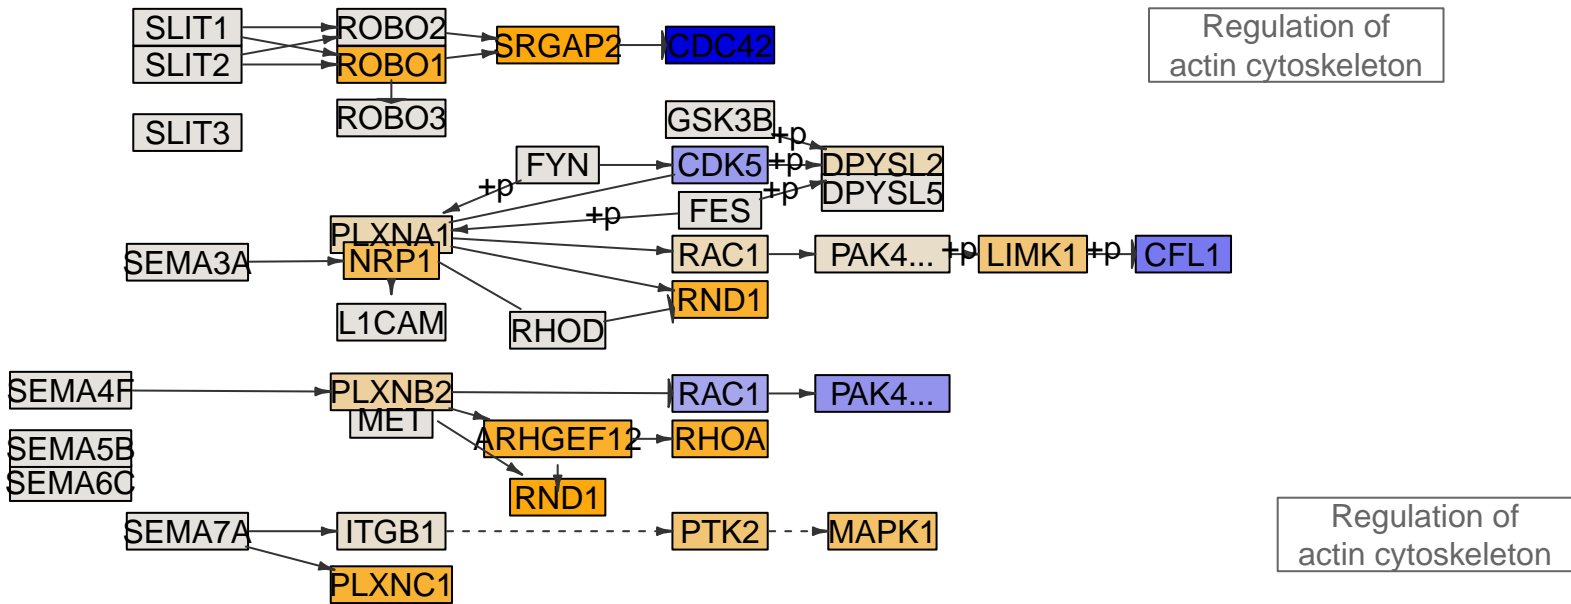 SLIT1
ROBO2
SRGAP2
CDC42
Regulation of
actin cytoskeleton
SLIT2
ROBO1
SLIT3
ROBO3
GSK3B
+p
FYN
CDK5
+p
DPYSL2
+p
FES
+p
DPYSL5
+p
PLXNA1
SEMA3A
NRP1
RAC1
PAK4...
+p
LIMK1
+p
CFL1
RND1
L1CAM
RHOD
SEMA4F
PLXNB2
RAC1
PAK4...
MET
ARHGEF12
RHOA
SEMA5B
SEMA6C
RND1
SEMA7A
ITGB1
PTK2
MAPK1
Regulation of
actin cytoskeleton
PLXNC1